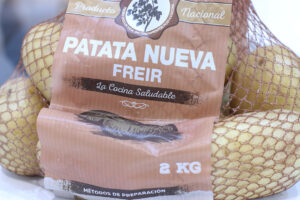 Producto Nacional
PATATA NUEVA
FREIR
La Cocina Saludable
2 KG
MÉTODOS DE PREPARACIÓN